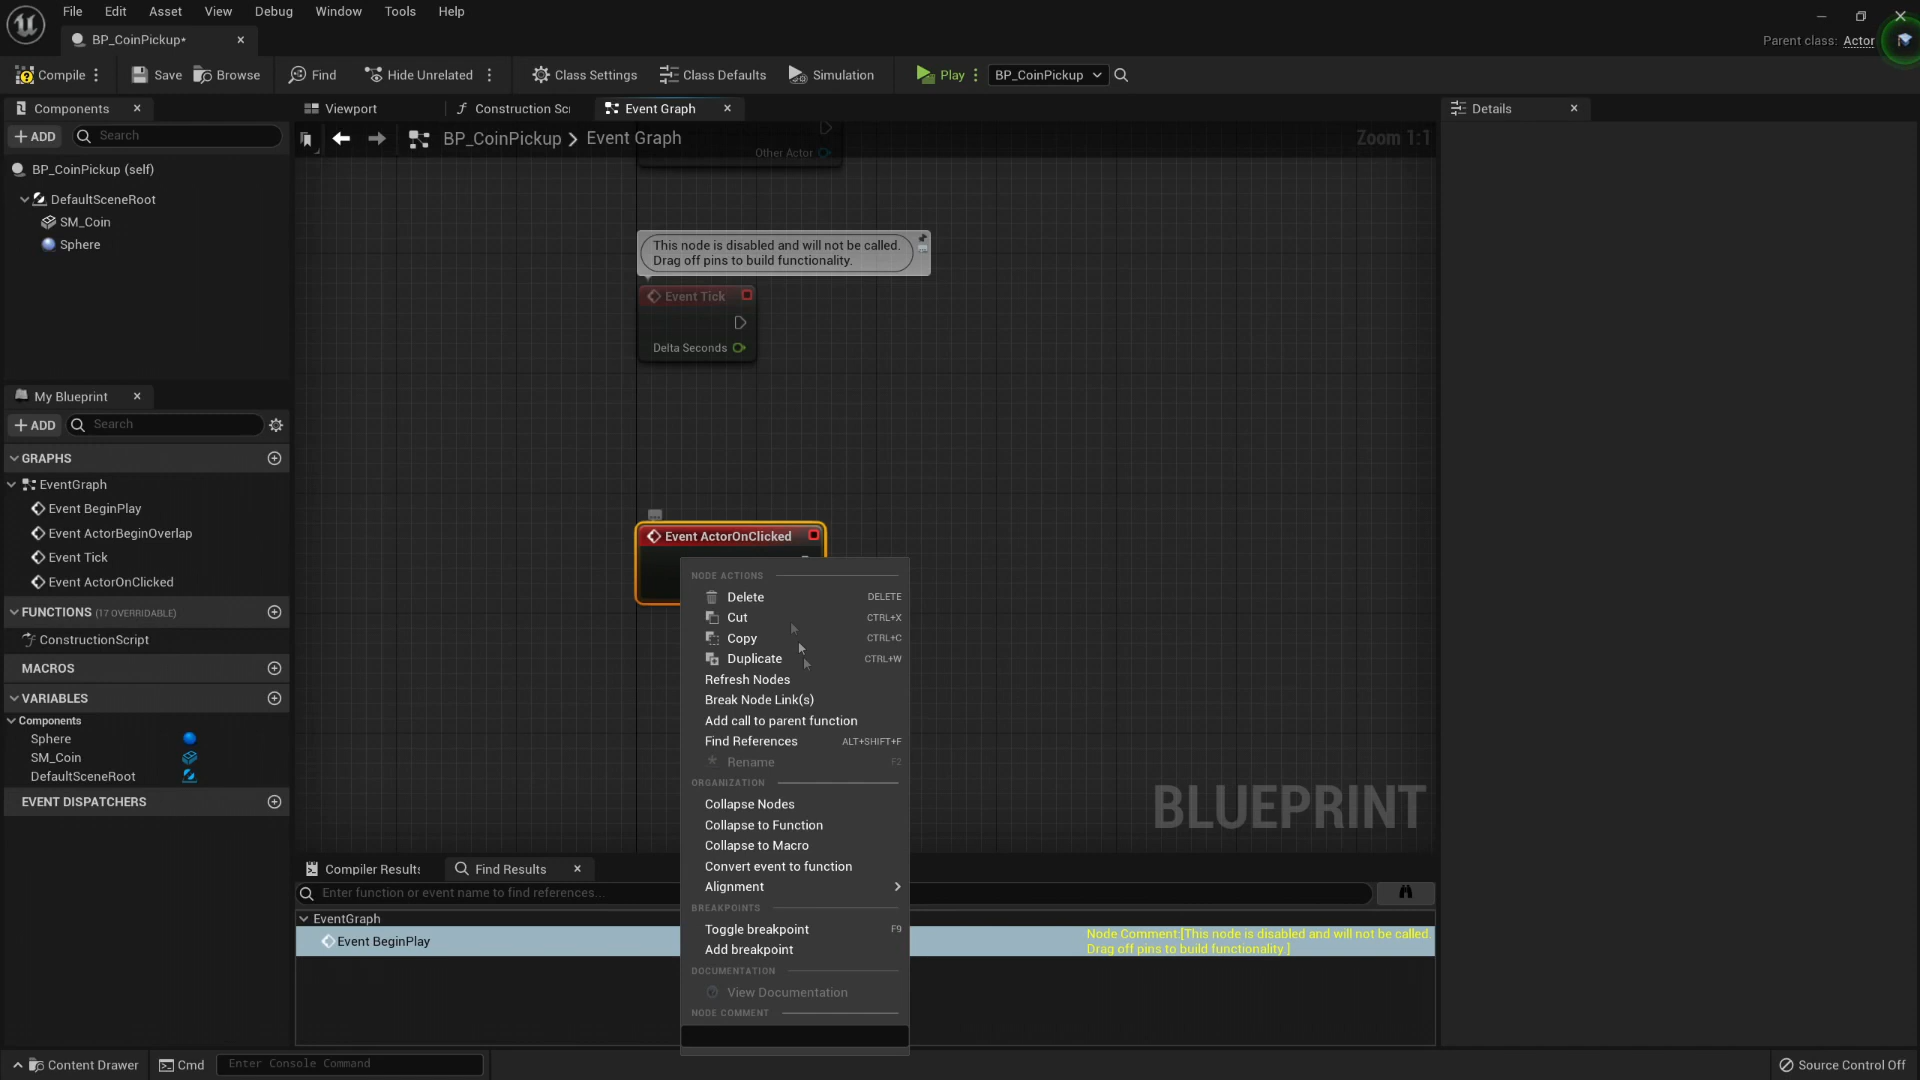 File Edit Asset View Debug Window Tools Help
BP_CoinPickup*
Parent class: Actor
Compile Save Browse Find Hide Unrelated Class Settings Class Defaults Simulation Play BP_CoinPickup
Components
Viewport
Construction Sc
Event Graph
Details
ADD Search
BP_CoinPickup Event Graph
Zoom 1:1
Other Actor
BP_CoinPickup (self)
DefaultSceneRoot
SM_Coin
Sphere
This node is disabled and will not be called.
Drag off pins to build functionality.
Event Tick
Delta Seconds
My Blueprint
ADD Search
GRAPHS
EventGraph
Event BeginPlay
Event ActorBeginOverlap
Event Tick
Event ActorOnClicked
FUNCTIONS (17 OVERRIDABLE)
ConstructionScript
MACROS
VARIABLES
Components
Sphere
SM_Coin
DefaultSceneRoot
EVENT DISPATCHERS
Event ActorOnClicked
NODE ACTIONS
Delete DELETE
Cut CTRL+X
Copy CTRL+C
Duplicate CTRL+W
Refresh Nodes
Break Node Link(s)
Add call to parent function
Find References ALT+SHIFT+F
Rename F2
ORGANIZATION
Collapse Nodes
Collapse to Function
Collapse to Macro
Convert event to function
Alignment
BREAKPOINTS
Toggle breakpoint F9
Add breakpoint
DOCUMENTATION
View Documentation
NODE COMMENT
BLUEPRINT
Compiler Results
Find Results
Enter function or event name to find references...
EventGraph
Event BeginPlay
Node Comment:[This node is disabled and will not be called.
Drag off pins to build functionality.]
Content Drawer
Cmd
Enter Console Command
Source Control Off